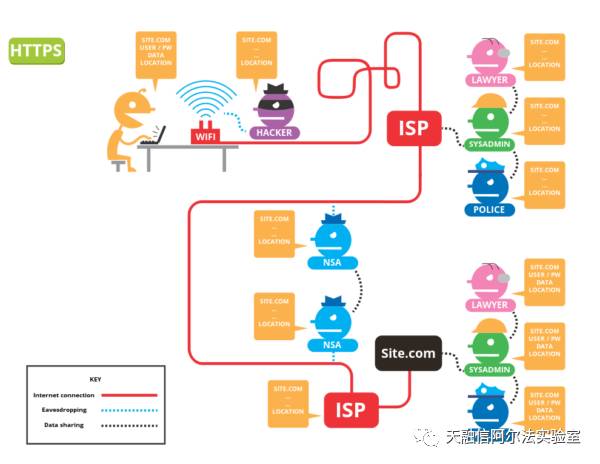 HTTPS
SITE.COM
USER / PW
DATA
LOCATION
SITE.COM
...
...
LOCATION
WIFI
HACKER
ISP
SITE.COM
...
...
LOCATION
LAWYER
SITE.COM
...
...
LOCATION
SYSADMIN
SITE.COM
...
...
LOCATION
POLICE
SITE.COM
...
...
LOCATION
NSA
SITE.COM
...
...
LOCATION
NSA
SITE.COM
USER / PW
DATA
LOCATION
LAWYER
SITE.COM
USER / PW
DATA
LOCATION
SYSADMIN
SITE.COM
USER / PW
DATA
LOCATION
Site.com
SITE.COM
...
...
LOCATION
ISP
KEY
Internet connection
Eavesdropping
Data sharing
天融信阿尔法实验室